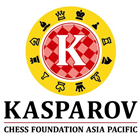 K
KASPAROV
CHESS FOUNDATION ASIA PACIFIC